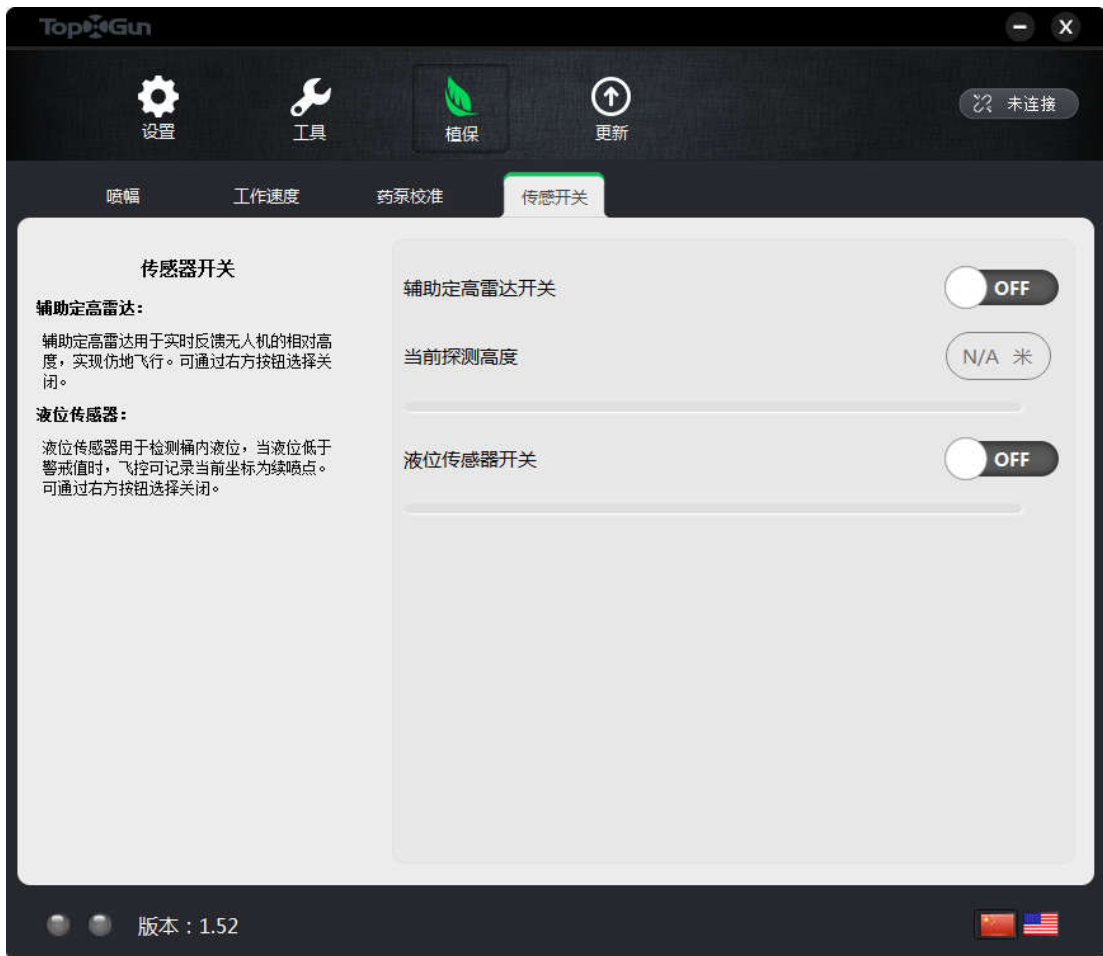 TopGun
设置
工具
植保
更新
未连接
喷幅
工作速度
药泵校准
传感开关
传感器开关
辅助定高雷达:
辅助定高雷达用于实时反馈无人机的相对高
度，实现仿地飞行。可通过右方按钮选择关
闭。
液位传感器:
液位传感器用于检测桶内液位，当液位低于
警戒值时，飞控可记录当前坐标为续喷点。
可通过右方按钮选择关闭。
辅助定高雷达开关
OFF
当前探测高度
N/A 米
液位传感器开关
OFF
版本：1.52